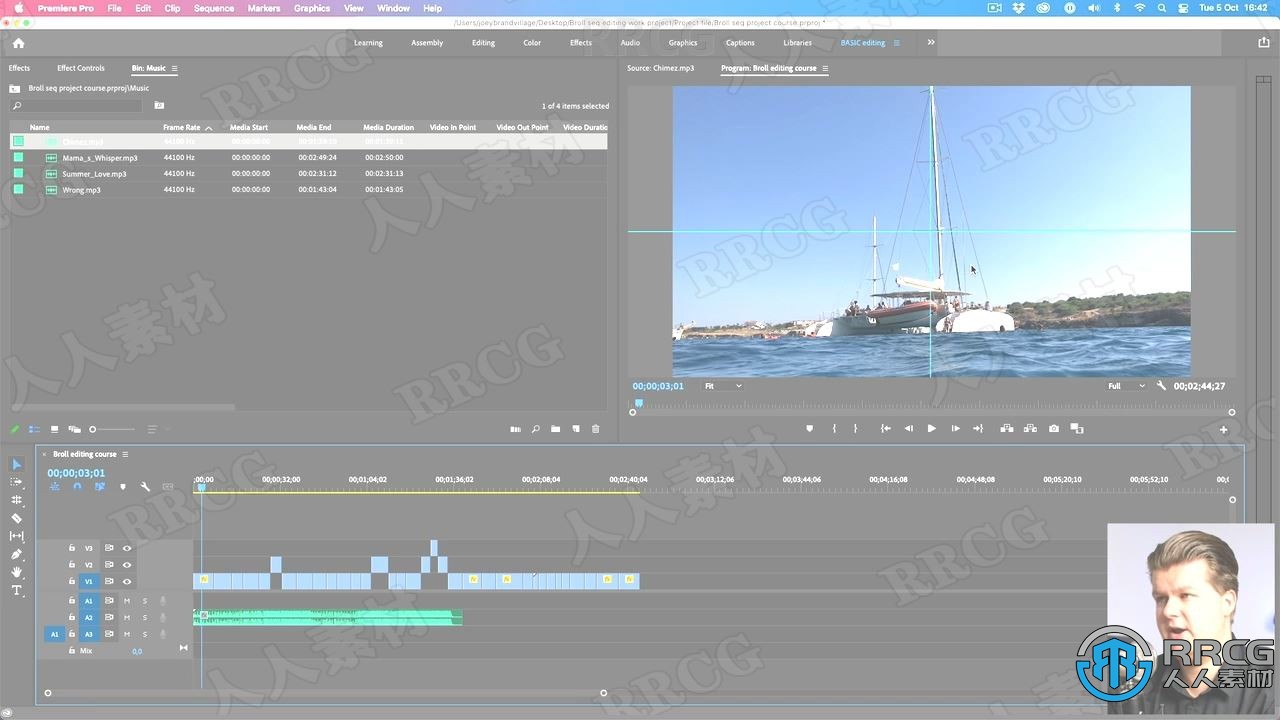 Premiere Pro File Edit Clip Sequence Markers Graphics View Window Help Tue 5 Oct 16:42
/Users/joeybrandvillage/Desktop/Broll seq editing work project/Project file/Broll seq project course.prproj *
Learning Assembly Editing Color Effects Audio Graphics Captions Libraries BASIC editing
Effects Effect Controls Bin: Music Source: Chimez.mp3 Program: Broll editing course
Broll seq project course.prproj\Music
1 of 4 items selected
Name Frame Rate Media Start Media End Media Duration Video In Point Video Out Point Video Duratio
Chimez.mp3 44100 Hz 00:00:00:00
Mama_s_Whisper.mp3 44100 Hz 00:00:00:00 00:02:49:24 00:02:50:00
Summer_Love.mp3 44100 Hz 00:00:00:00 00:02:31:12 00:02:31:13
Wrong.mp3 44100 Hz 00:00:00:00 00:01:43:04 00:01:43:05
00;00;03;01 Fit Full 00;02;44;27
Broll editing course
00;00;03;01
;00;00 00;00;32;00 00;01;04;02 00;01;36;02 00;02;08;04 00;02;40;04 00;03;12;06 00;03;44;06 00;04;16;08 00;04;48;08 00;05;20;10 00;05;52;10
V3
V2
V1
A1 M S
A2 M S
A1 A3 M S
Mix 0,0
RRCG
人人素材